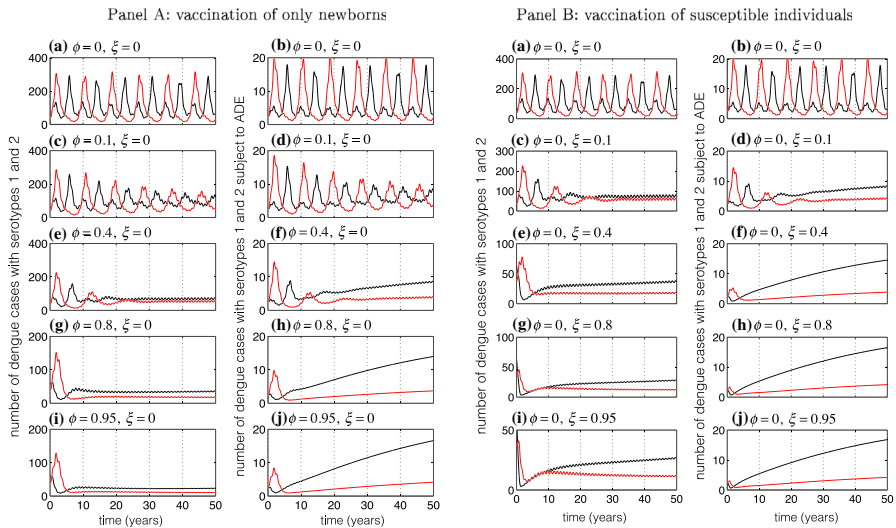 Panel A: vaccination of only newborns
Panel B: vaccination of susceptible individuals
number of dengue cases with serotypes 1 and 2
(a) ϕ=0, ξ=0
400
200
0
(c) ϕ=0.1, ξ=0
400
200
0
(e) ϕ=0.4, ξ=0
400
200
0
(g) ϕ=0.8, ξ=0
200
100
0
(i) ϕ=0.95, ξ=0
200
100
0
0 10 20 30 40 50
time (years)
number of dengue cases with serotypes 1 and 2 subject to ADE
(b) ϕ=0, ξ=0
20
15
10
5
0
(d) ϕ=0.1, ξ=0
20
15
10
5
0
(f) ϕ=0.4, ξ=0
20
10
0
(h) ϕ=0.8, ξ=0
20
10
0
(j) ϕ=0.95, ξ=0
20
10
0
0 10 20 30 40 50
time (years)
number of dengue cases with serotypes 1 and 2
(a) ϕ=0, ξ=0
400
200
0
(c) ϕ=0, ξ=0.1
300
200
100
0
(e) ϕ=0, ξ=0.4
100
50
0
(g) ϕ=0, ξ=0.8
100
50
0
(i) ϕ=0, ξ=0.95
50
0
0 10 20 30 40 50
time (years)
number of dengue cases with serotypes 1 and 2 subject to ADE
(b) ϕ=0, ξ=0
20
15
10
5
0
(d) ϕ=0, ξ=0.1
20
10
0
(f) ϕ=0, ξ=0.4
20
10
0
(h) ϕ=0, ξ=0.8
20
10
0
(j) ϕ=0, ξ=0.95
20
10
0
0 10 20 30 40 50
time (years)